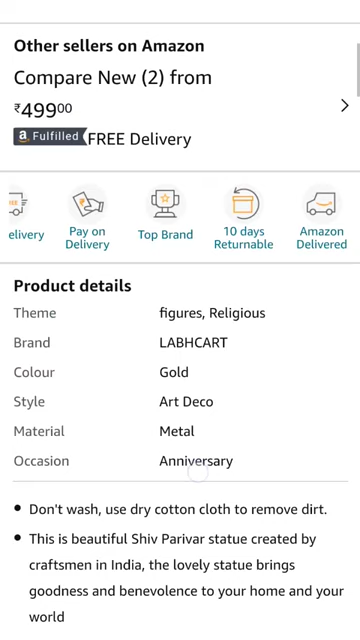 Other sellers on Amazon
Compare New (2) from
₹49900
a Fulfilled FREE Delivery
elivery
Pay on
Delivery
Top Brand
10 days
Returnable
Amazon
Delivered
Product details
Theme figures, Religious
Brand LABHCART
Colour Gold
Style Art Deco
Material Metal
Occasion Anniversary
• Don't wash, use dry cotton cloth to remove dirt.
• This is beautiful Shiv Parivar statue created by
craftsmen in India, the lovely statue brings
goodness and benevolence to your home and your
world